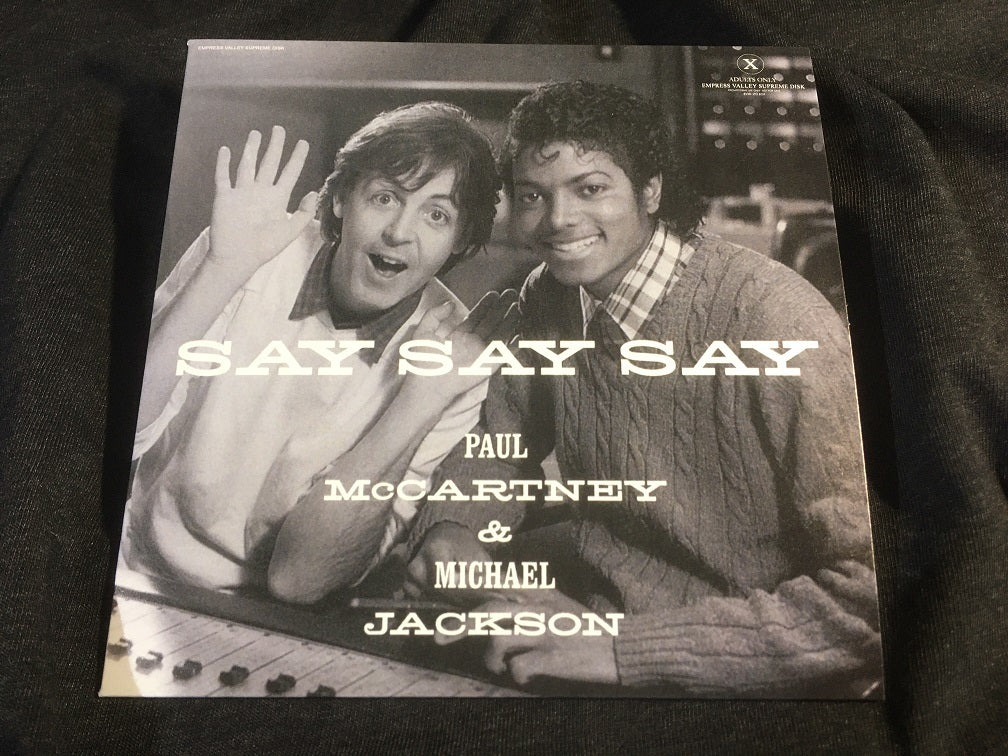 EMPRESS VALLEY SUPREME DISK
X
ADULTS ONLY
EMPRESS VALLEY SUPREME DISK
SAY SAY SAY
PAUL
McCARTNEY
&
MICHAEL
JACKSON